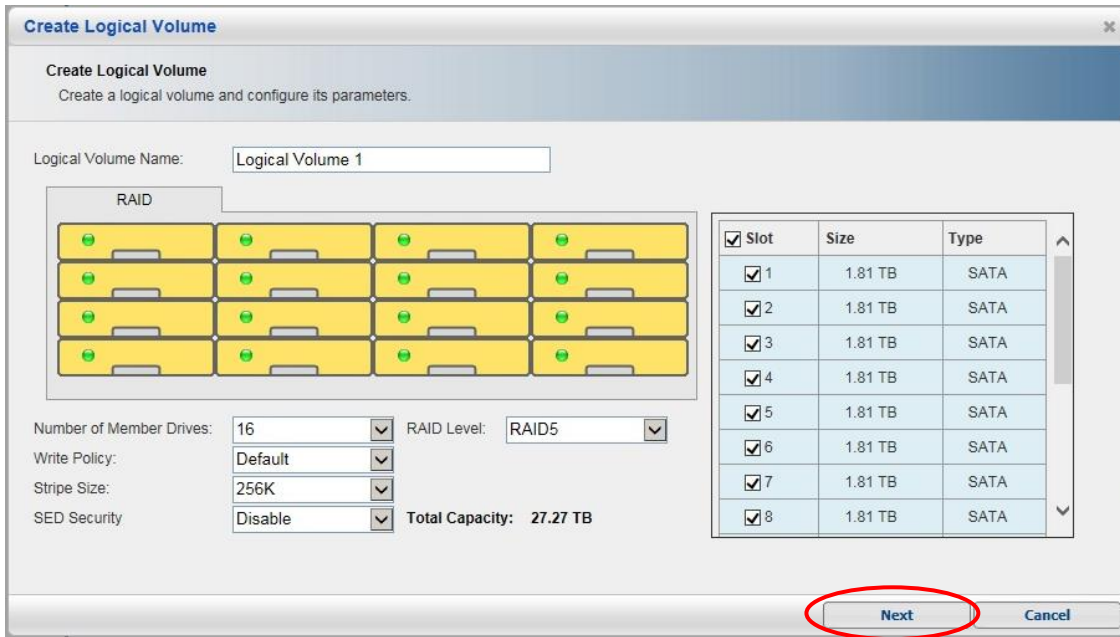 Create Logical Volume
Create Logical Volume
Create a logical volume and configure its parameters.
Logical Volume Name: Logical Volume 1
RAID
Slot Size Type
1 1.81 TB SATA
2 1.81 TB SATA
3 1.81 TB SATA
4 1.81 TB SATA
5 1.81 TB SATA
6 1.81 TB SATA
7 1.81 TB SATA
8 1.81 TB SATA
Number of Member Drives: 16 RAID Level: RAID5
Write Policy: Default
Stripe Size: 256K
SED Security Disable Total Capacity: 27.27 TB
Next Cancel